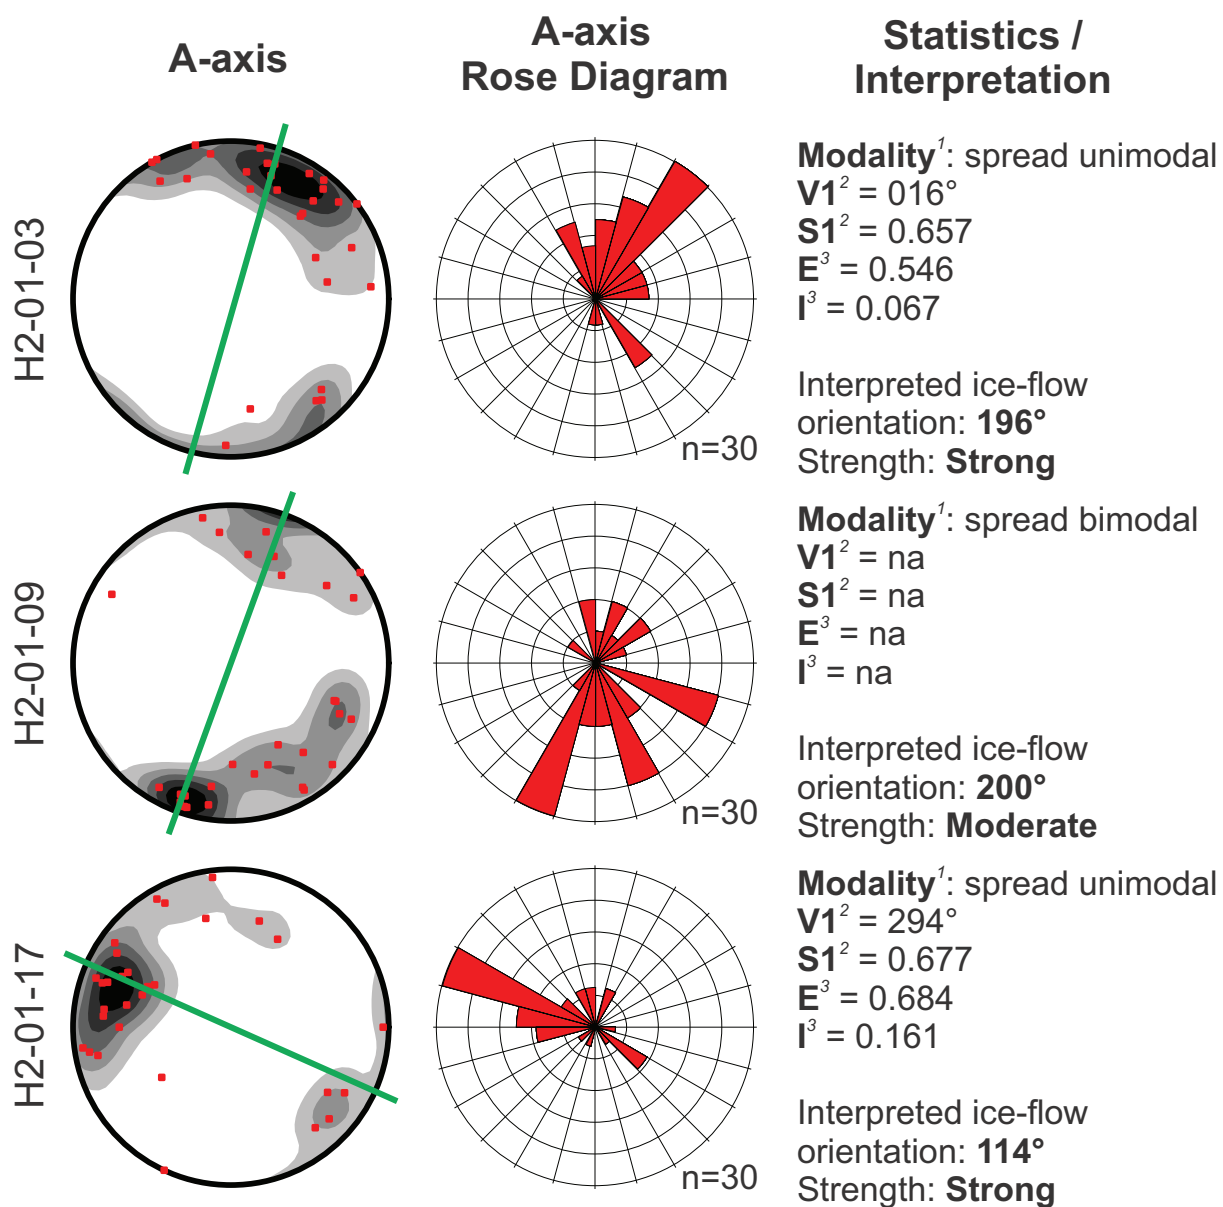 A-axis
A-axis
Rose Diagram
Statistics /
Interpretation
H2-01-03
n=30
Modality¹: spread unimodal
V1² = 016°
S1² = 0.657
E³ = 0.546
I³ = 0.067
Interpreted ice-flow
orientation: 196°
Strength: Strong
H2-01-09
n=30
Modality¹: spread bimodal
V1² = na
S1² = na
E³ = na
I³ = na
Interpreted ice-flow
orientation: 200°
Strength: Moderate
H2-01-17
n=30
Modality¹: spread unimodal
V1² = 294°
S1² = 0.677
E³ = 0.684
I³ = 0.161
Interpreted ice-flow
orientation: 114°
Strength: Strong